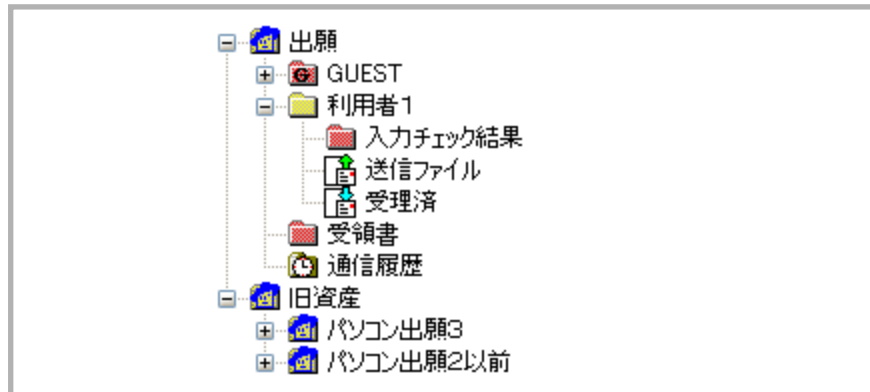 出願
GUEST
利用者1
入力チェック結果
送信ファイル
受理済
受領書
通信履歴
旧資産
パソコン出願3
パソコン出願2以前